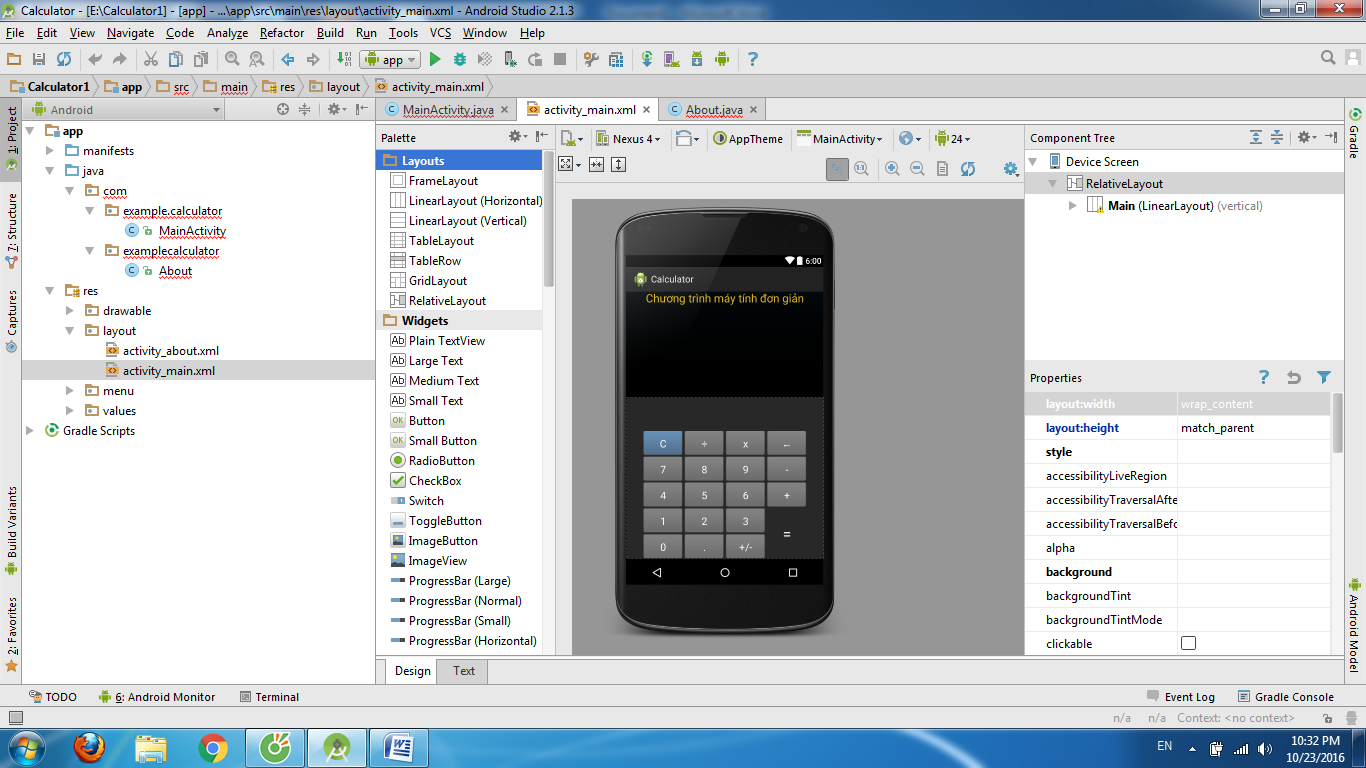 Calculator - [E:\Calculator1] - [app] - ...\app\src\main\res\layout\activity_main.xml - Android Studio 2.1.3
File Edit View Navigate Code Analyze Refactor Build Run Tools VCS Window Help
app
Calculator1 app src main res layout activity_main.xml
Android
MainActivity.java activity_main.xml About.java
1: Project
7: Structure
Captures
Build Variants
2: Favorites
app
manifests
java
com
example.calculator
MainActivity
examplecalculator
About
res
drawable
layout
activity_about.xml
activity_main.xml
menu
values
Gradle Scripts
Palette
Layouts
FrameLayout
LinearLayout (Horizontal)
LinearLayout (Vertical)
TableLayout
TableRow
GridLayout
RelativeLayout
Widgets
Plain TextView
Large Text
Medium Text
Small Text
Button
Small Button
RadioButton
CheckBox
Switch
ToggleButton
ImageButton
ImageView
ProgressBar (Large)
ProgressBar (Normal)
ProgressBar (Small)
ProgressBar (Horizontal)
Nexus 4 AppTheme MainActivity 24
6:00
Calculator
Chương trình máy tính đơn giản
C ÷ x ←
7 8 9 -
4 5 6 +
1 2 3
=
0 . +/-
Design Text
Component Tree
Device Screen
RelativeLayout
Main (LinearLayout) (vertical)
Properties
layout:width wrap_content
layout:height match_parent
style
accessibilityLiveRegion
accessibilityTraversalAfte
accessibilityTraversalBefo
alpha
background
backgroundTint
backgroundTintMode
clickable
Gradle
Android Model
TODO 6: Android Monitor Terminal Event Log Gradle Console
n/a n/a Context: <no context>
EN 10:32 PM
10/23/2016